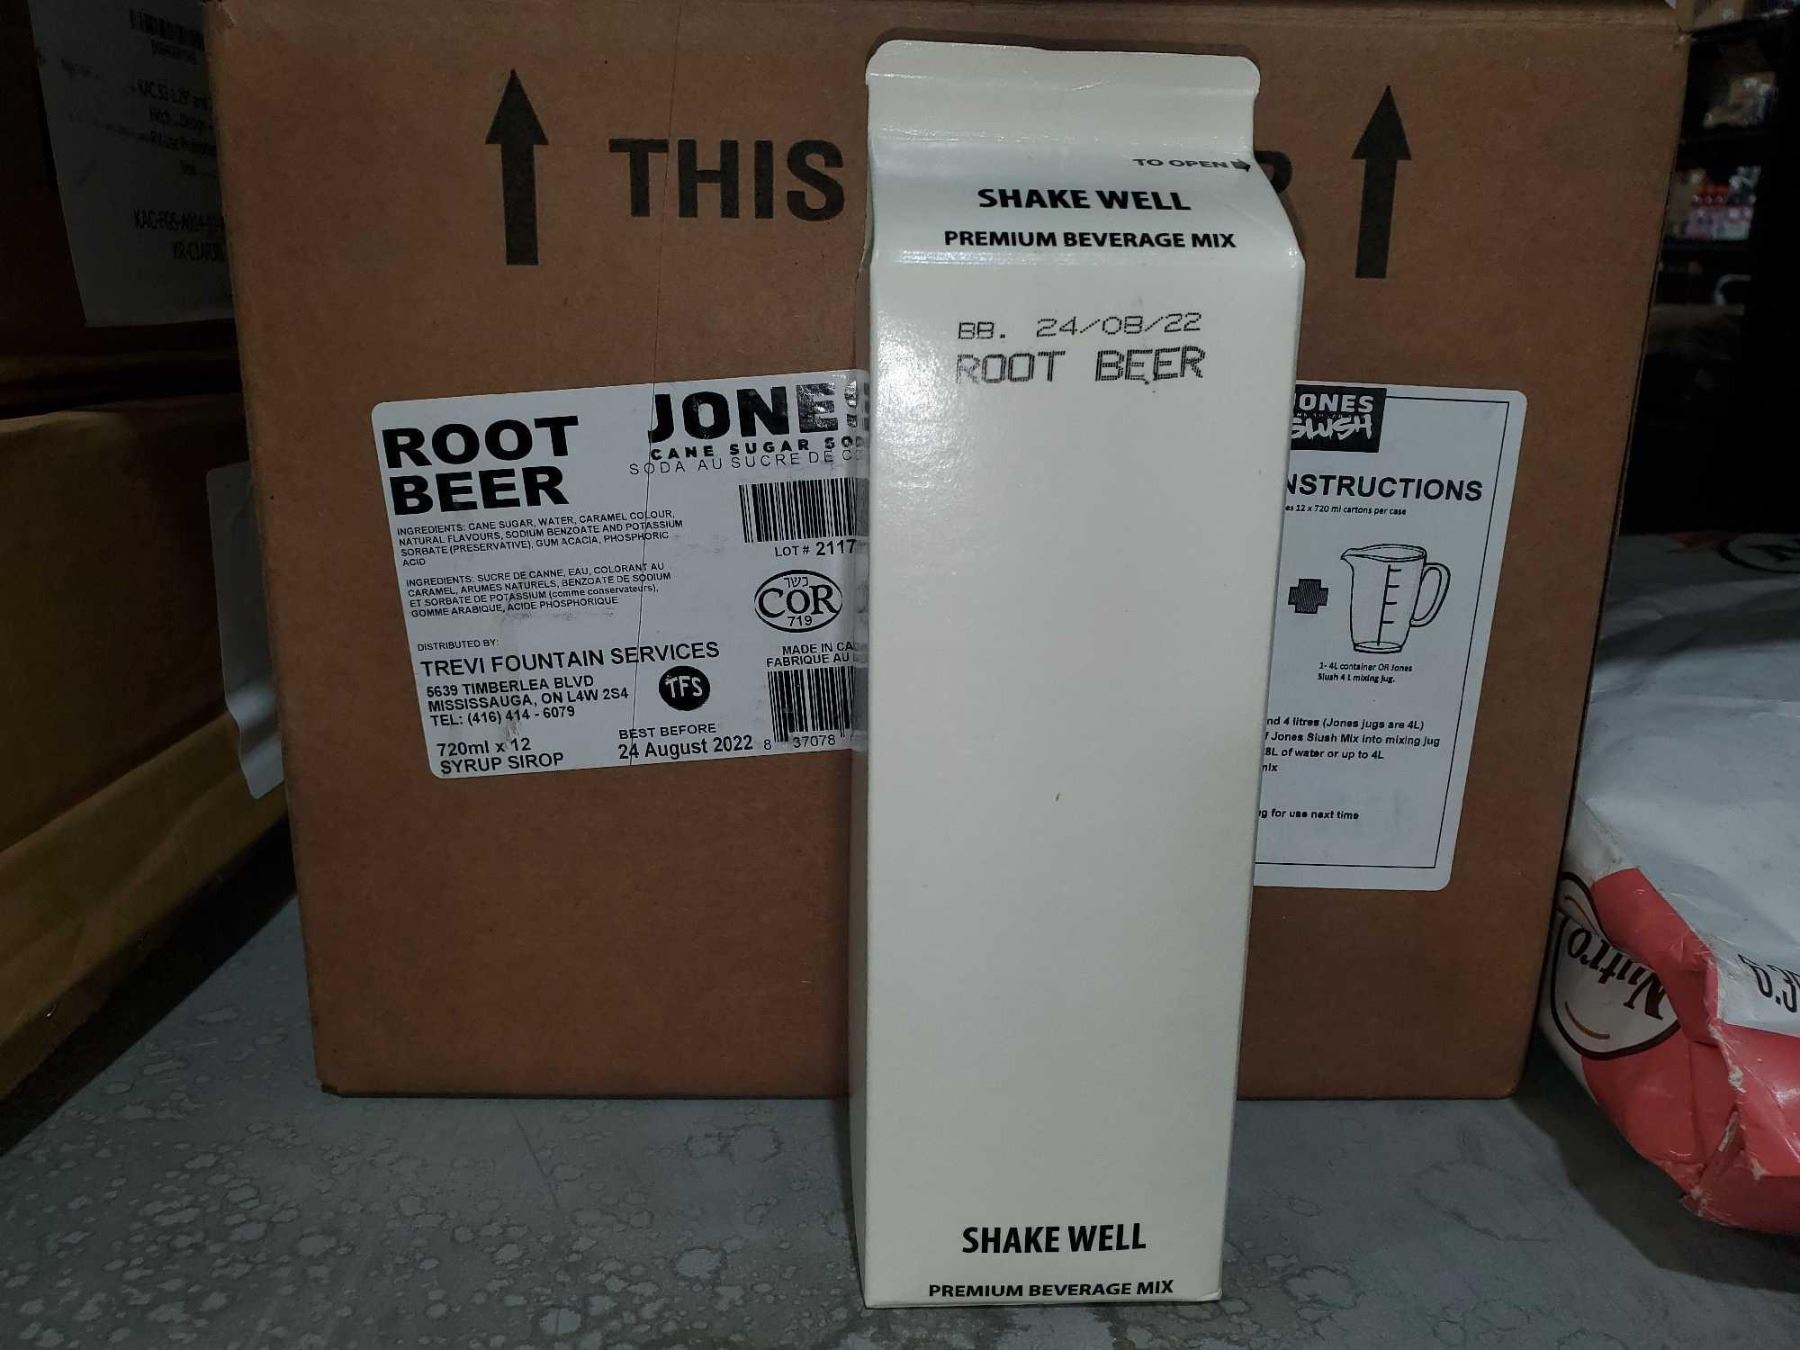 THIS
TO OPEN
SHAKE WELL
PREMIUM BEVERAGE MIX
BB. 24/08/22
ROOT BEER
ROOT
BEER
JONES
CANE SUGAR
SODA AU SUCRE DE
INGREDIENTS: CANE SUGAR, WATER, CARAMEL COLOUR,
NATURAL FLAVOURS, SODIUM BENZOATE AND POTASSIUM
SORBATE (PRESERVATIVE), GUM ACACIA, PHOSPHORIC
ACID
INGREDIENTS: SUCRE DE CANNE, EAU, COLORANT AU
CARAMEL, ARUMES NATURELS, BENZOATE DE SODIUM
ET SORBATE DE POTASSIUM (comme conservateurs),
GOMME ARABIQUE, ACIDE PHOSPHORIQUE
LOT # 2117
כשר
COR
719
DISTRIBUTED BY:
TREVI FOUNTAIN SERVICES
5639 TIMBERLEA BLVD
MISSISSAUGA, ON L4W 2S4
TEL: (416) 414 - 6079
TFS
MADE IN
FABRIQUE AU
720ml x 12
SYRUP SIROP
BEST BEFORE
24 August 2022
8 37078
JONES
SLUSH
INSTRUCTIONS
12 x 720 ml cartons per case
1- 4L container OR Jones
Slush 4 L mixing jug.
4 litres (Jones jugs are 4L)
Jones Slush Mix into mixing jug
of water or up to 4L
for use next time
Nutro
SHAKE WELL
PREMIUM BEVERAGE MIX